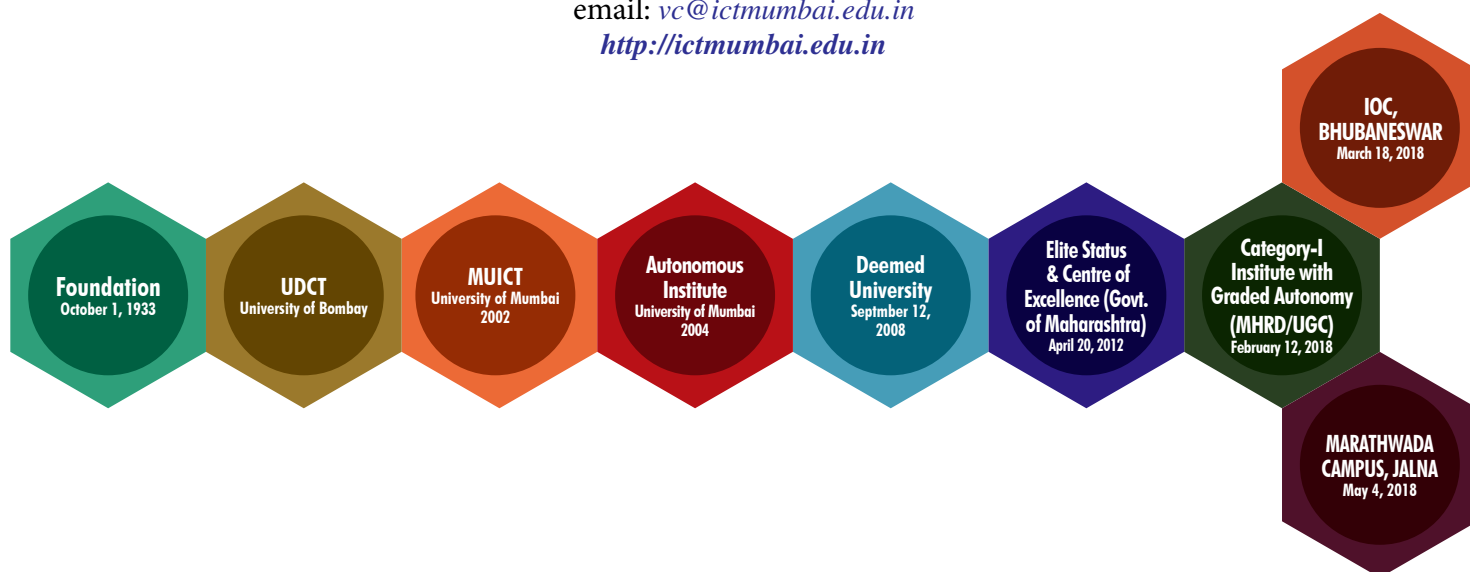 email: vc@ictmumbai.edu.in
http://ictmumbai.edu.in
Foundation
October 1, 1933
UDCT
University of Bombay
MUICT
University of Mumbai
2002
Autonomous
Institute
University of Mumbai
2004
Deemed
University
Septmber 12,
2008
Elite Status
& Centre of
Excellence (Govt.
of Maharashtra)
April 20, 2012
Category-I
Institute with
Graded Autonomy
(MHRD/UGC)
February 12, 2018
IOC,
BHUBANESWAR
March 18, 2018
MARATHWADA
CAMPUS, JALNA
May 4, 2018